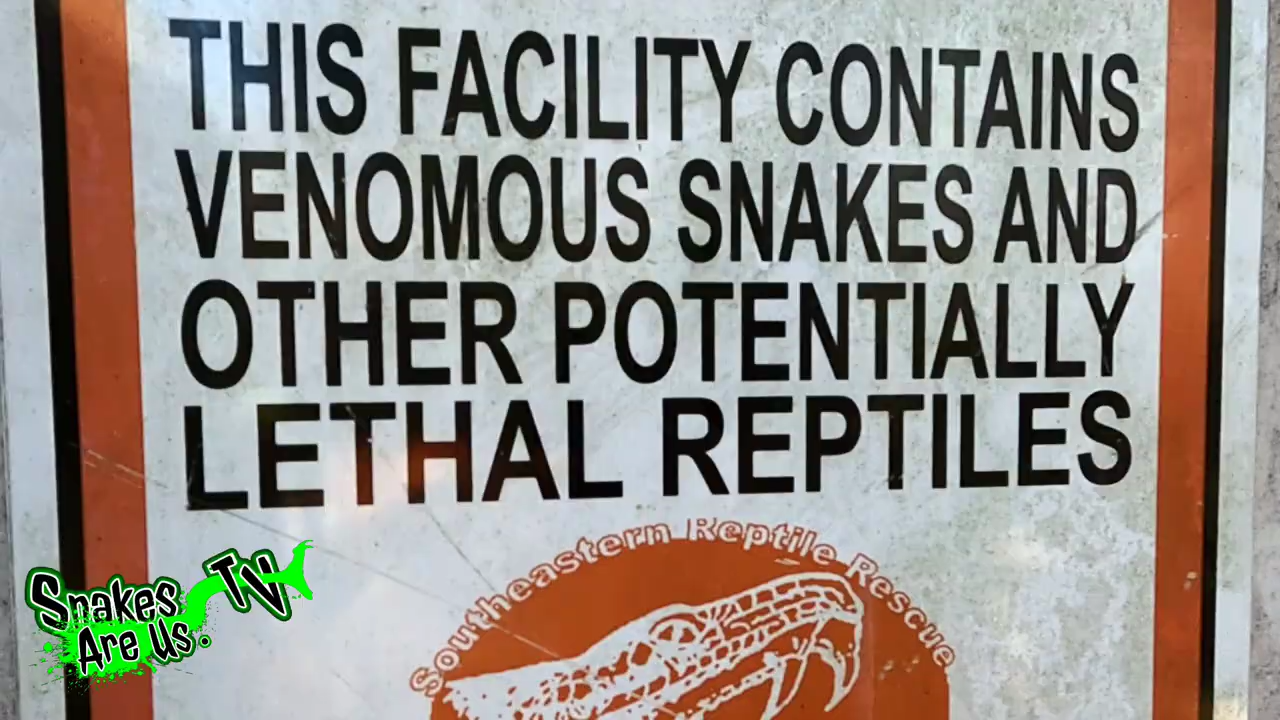 THIS FACILITY CONTAINS
VENOMOUS SNAKES AND
OTHER POTENTIALLY
LETHAL REPTILES
Southeastern Reptile Rescue
Snakes
Are Us.
TV